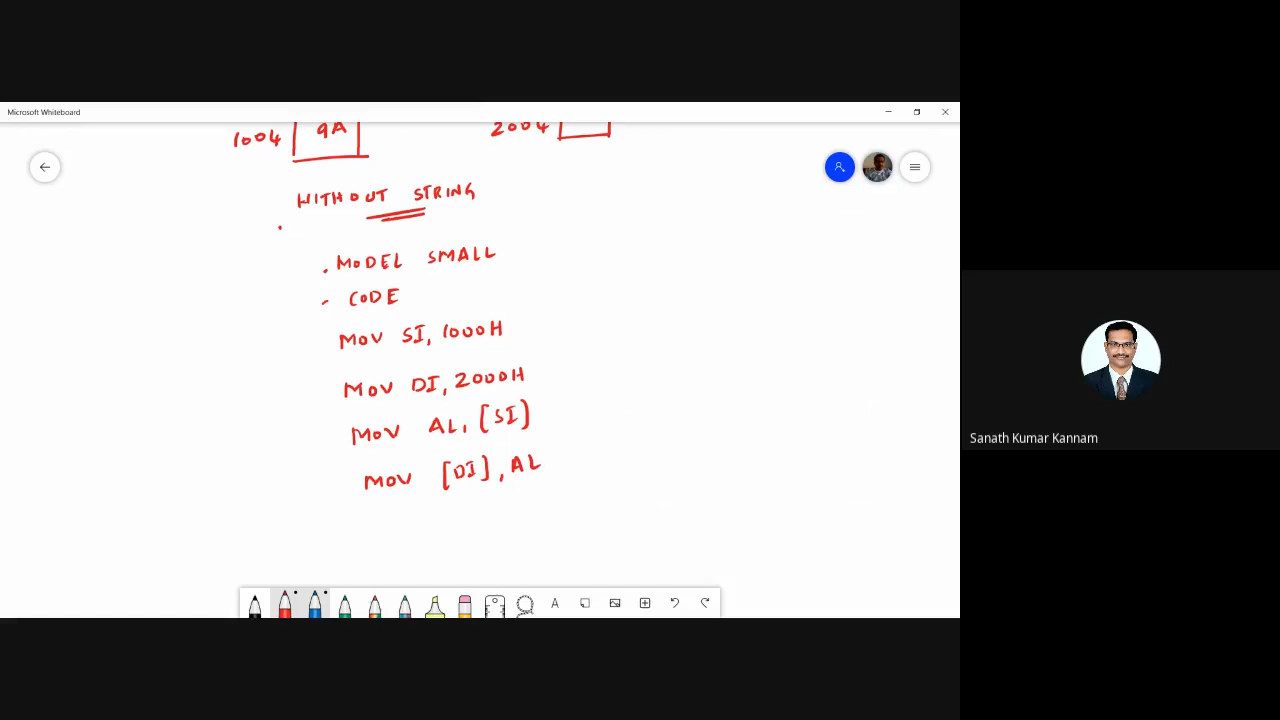 Microsoft Whiteboard
1004 9A 2004
WITHOUT STRING
. MODEL SMALL
. CODE
MOV SI, 1000H
MOV DI, 2000H
MOV AL, [SI]
MOV [DI], AL
A
Sanath Kumar Kannam